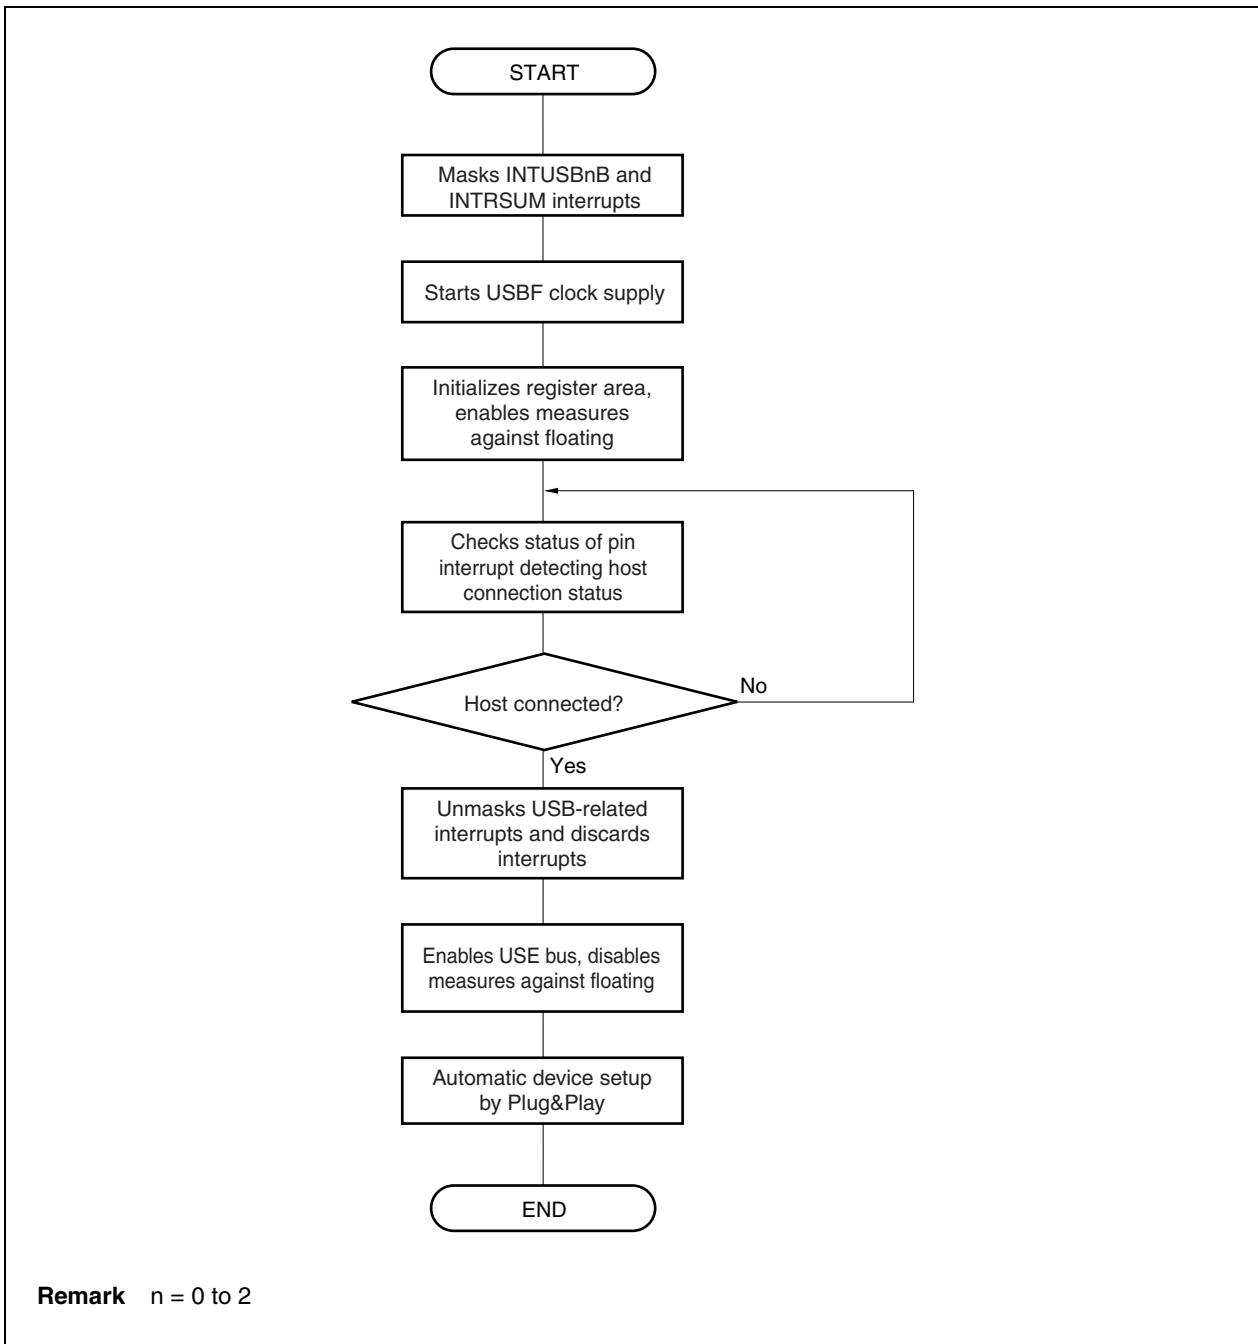 START
Masks INTUSBnB and
INTRSUM interrupts
Starts USBF clock supply
Initializes register area,
enables measures
against floating
Checks status of pin
interrupt detecting host
connection status
Host connected?
No
Yes
Unmasks USB-related
interrupts and discards
interrupts
Enables USE bus, disables
measures against floating
Automatic device setup
by Plug&Play
END
Remark n = 0 to 2